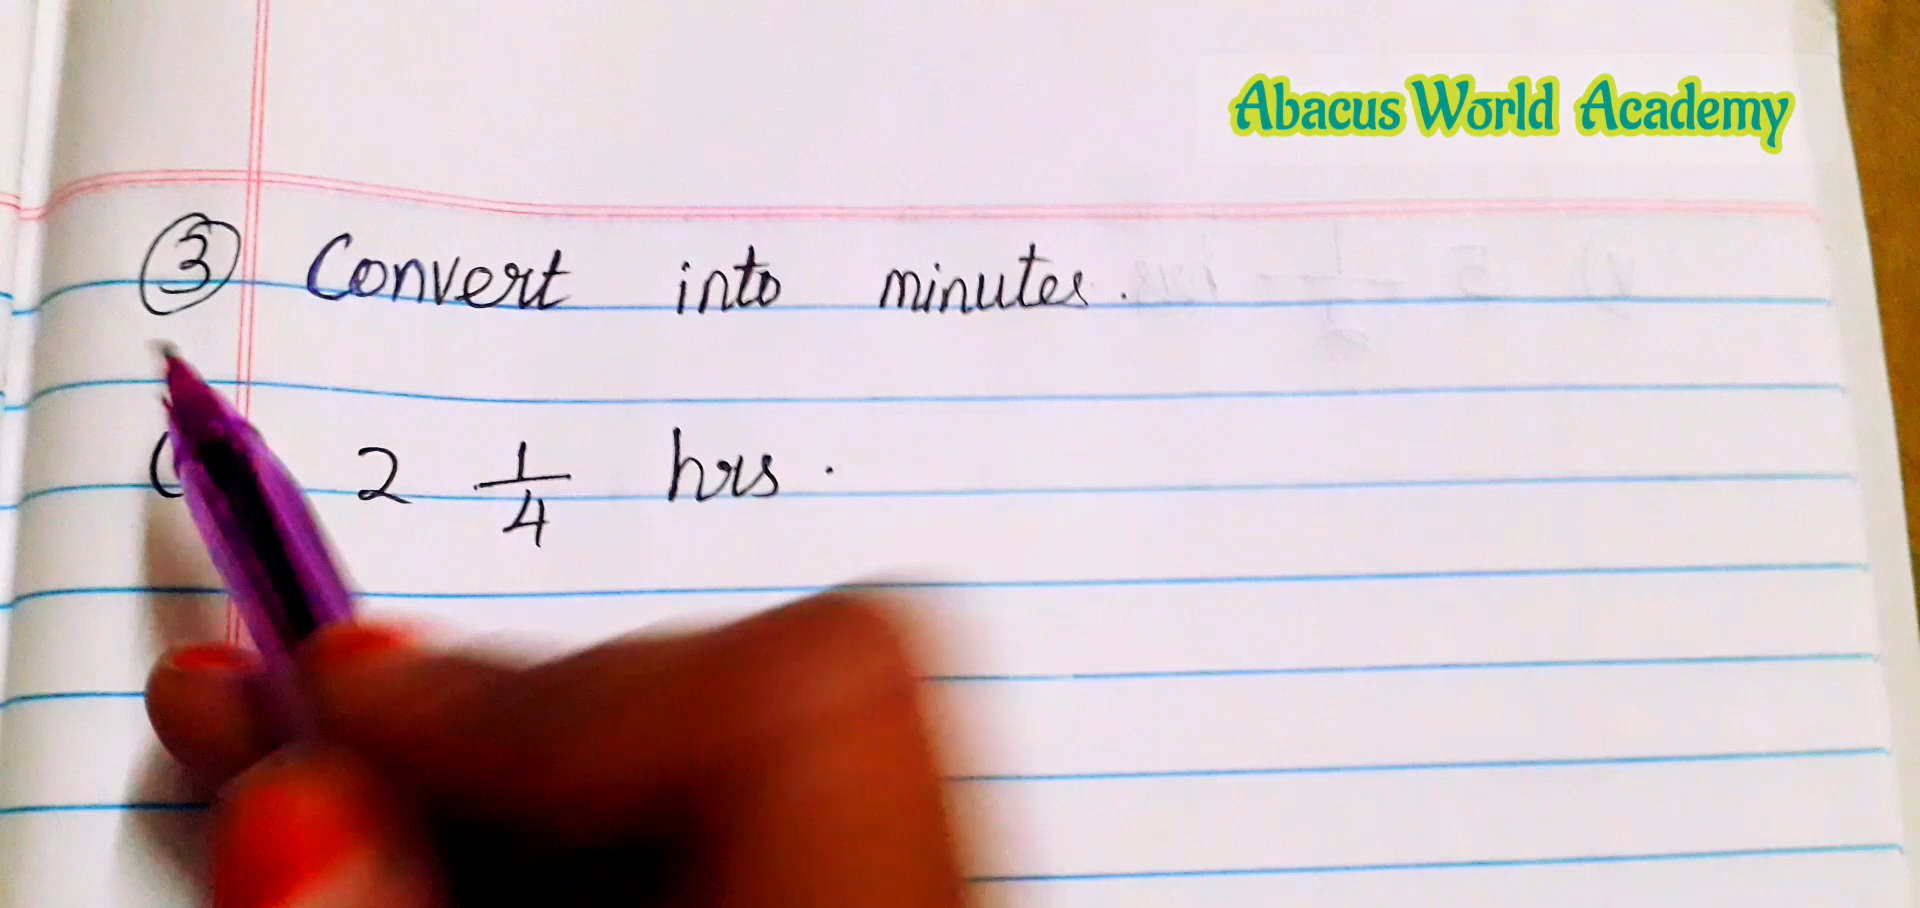 Abacus World Academy
3 Convert into minutes.
( 2 1/4 hrs.